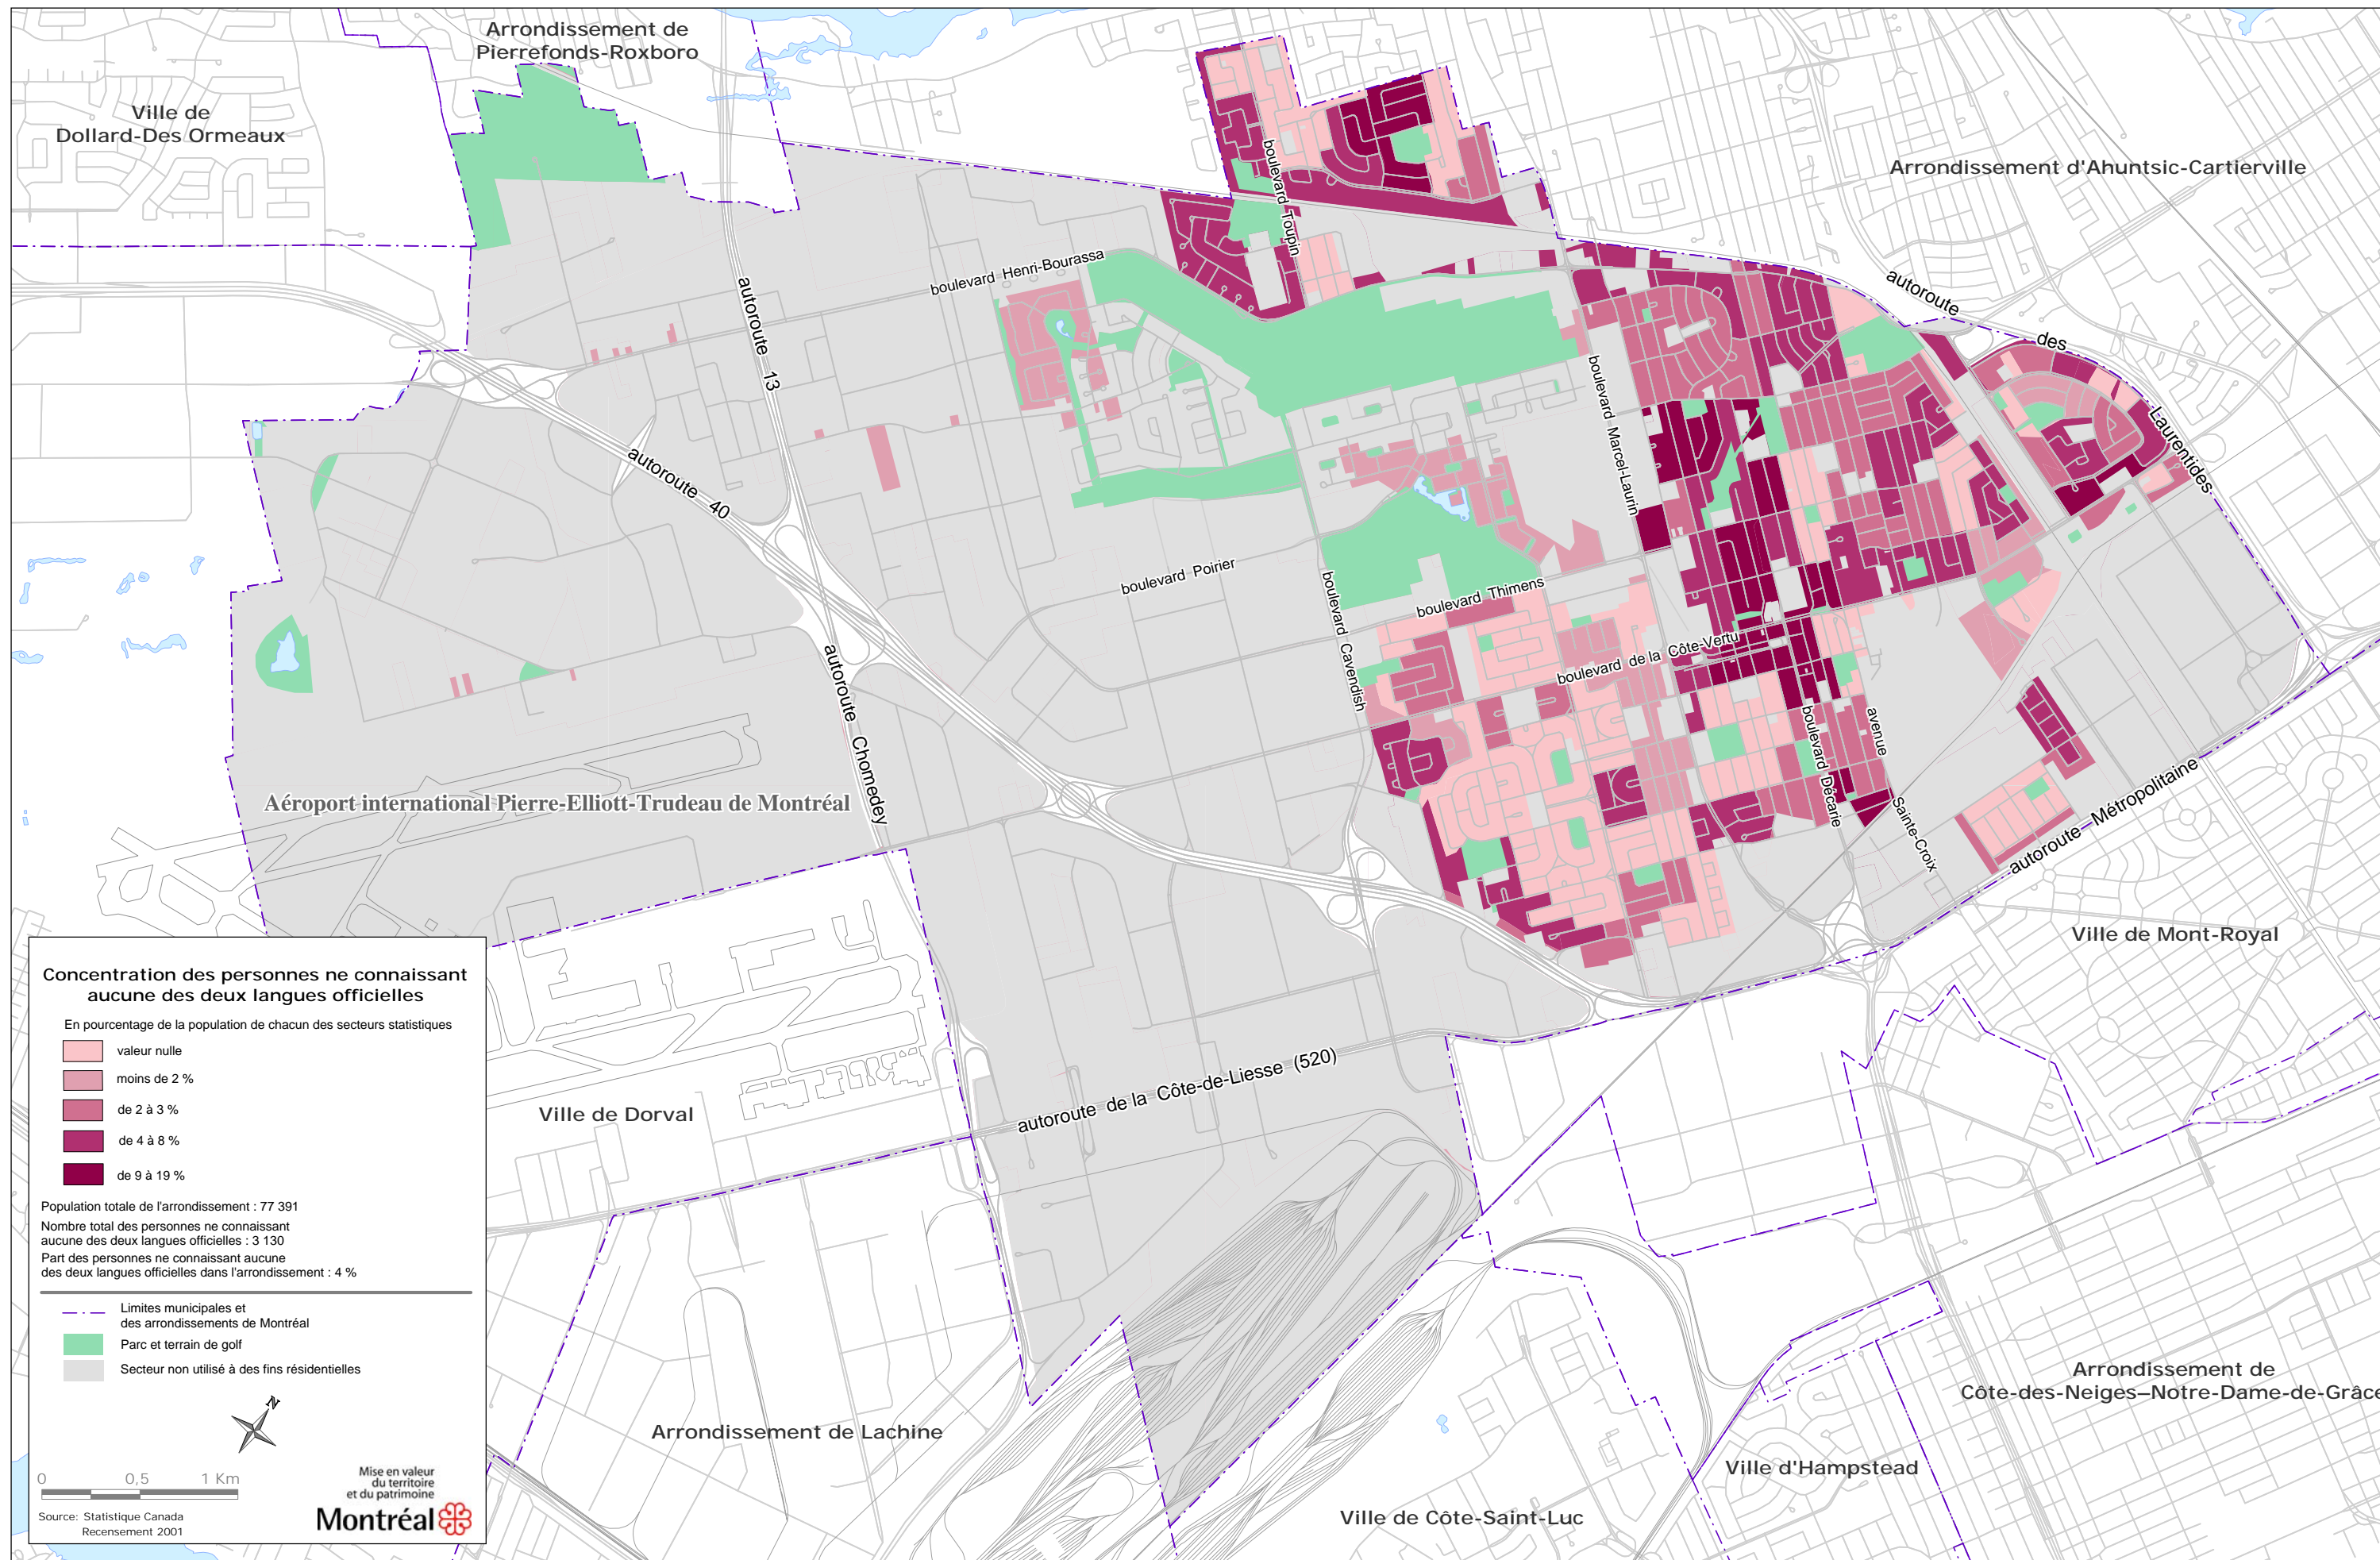 Arrondissement de
Pierrefonds-Roxboro
Ville de
Dollard-Des Ormeaux
Arrondissement d'Ahuntsic-Cartierville
boulevard Toupin
boulevard Henri-Bourassa
autoroute 13
autoroute des Laurentides
boulevard Marcel-Laurin
autoroute 40
boulevard Poirier
boulevard Thimens
boulevard Cavendish
boulevard de la Côte-Vertu
autoroute Chomedey
boulevard Décarie
avenue Sainte-Croix
Aéroport international Pierre-Elliott-Trudeau de Montréal
autoroute Métropolitaine
Ville de Mont-Royal
autoroute de la Côte-de-Liesse (520)
Ville de Dorval
Arrondissement de Lachine
Arrondissement de
Côte-des-Neiges–Notre-Dame-de-Grâce
Ville d'Hampstead
Ville de Côte-Saint-Luc
Concentration des personnes ne connaissant
aucune des deux langues officielles
En pourcentage de la population de chacun des secteurs statistiques
valeur nulle
moins de 2 %
de 2 à 3 %
de 4 à 8 %
de 9 à 19 %
Population totale de l'arrondissement : 77 391
Nombre total des personnes ne connaissant
aucune des deux langues officielles : 3 130
Part des personnes ne connaissant aucune
des deux langues officielles dans l'arrondissement : 4 %
Limites municipales et
des arrondissements de Montréal
Parc et terrain de golf
Secteur non utilisé à des fins résidentielles
N
0 0,5 1 Km
Source: Statistique Canada
Recensement 2001
Mise en valeur
du territoire
et du patrimoine
Montréal